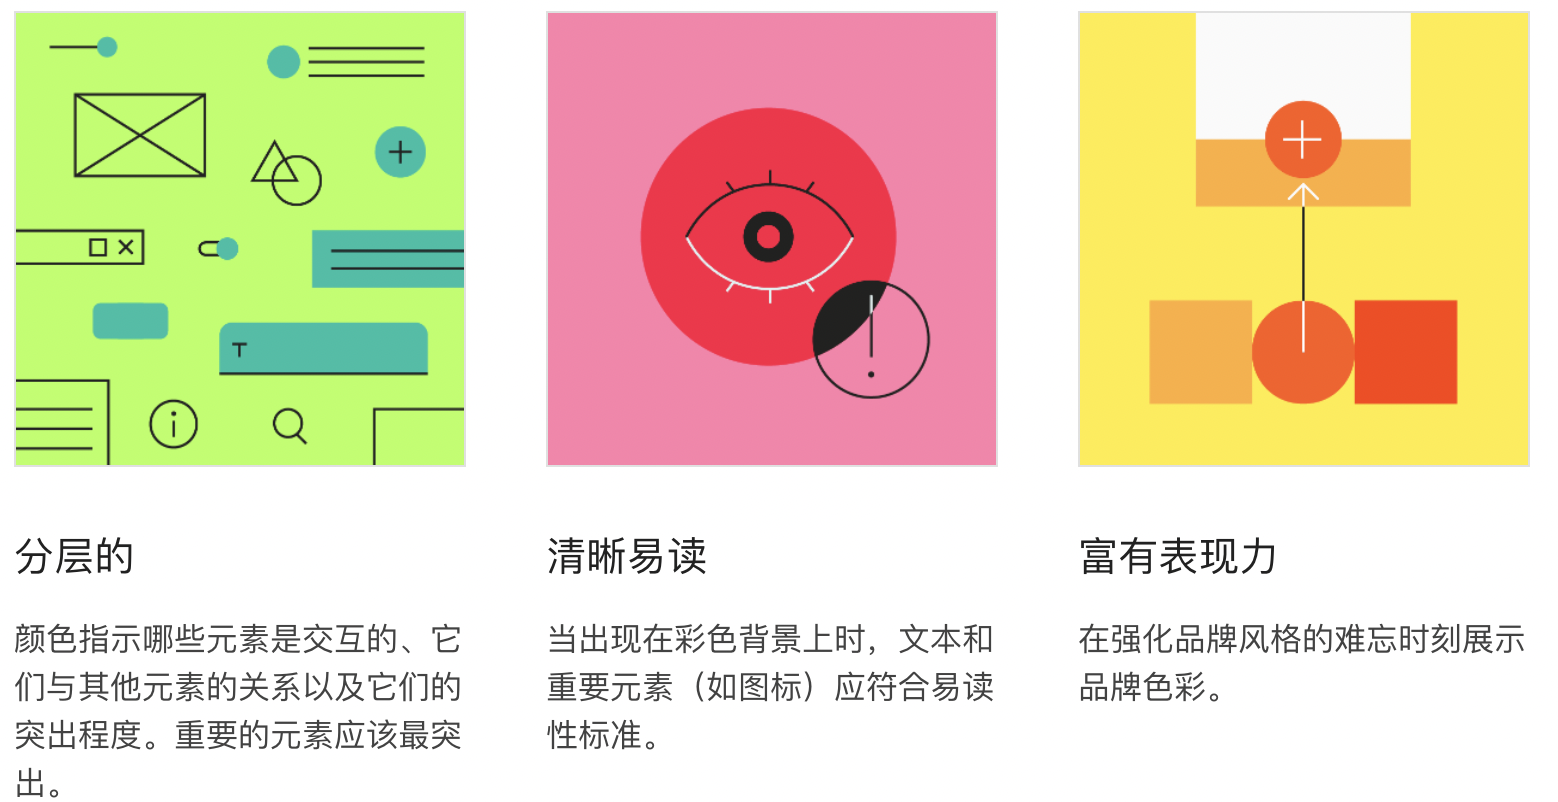 T
分层的
颜色指示哪些元素是交互的、它
们与其他元素的关系以及它们的
突出程度。重要的元素应该最突
出。
清晰易读
当出现在彩色背景上时，文本和
重要元素（如图标）应符合易读
性标准。
富有表现力
在强化品牌风格的难忘时刻展示
品牌色彩。